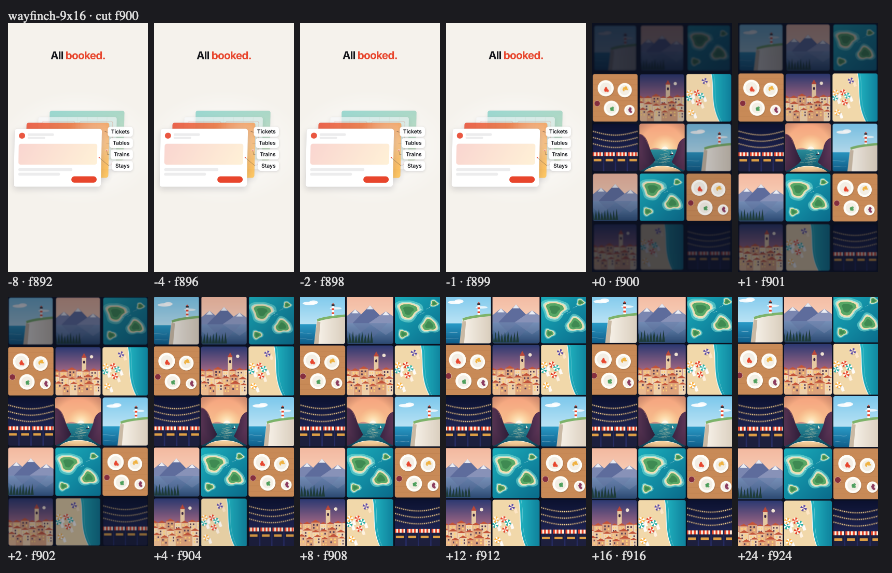 wayfinch-9x16 · cut f900
All booked.
Tickets
Tables
Trains
Stays
All booked.
Tickets
Tables
Trains
Stays
All booked.
Tickets
Tables
Trains
Stays
All booked.
Tickets
Tables
Trains
Stays
-8 · f892
-4 · f896
-2 · f898
-1 · f899
+0 · f900
+1 · f901
+2 · f902
+4 · f904
+8 · f908
+12 · f912
+16 · f916
+24 · f924